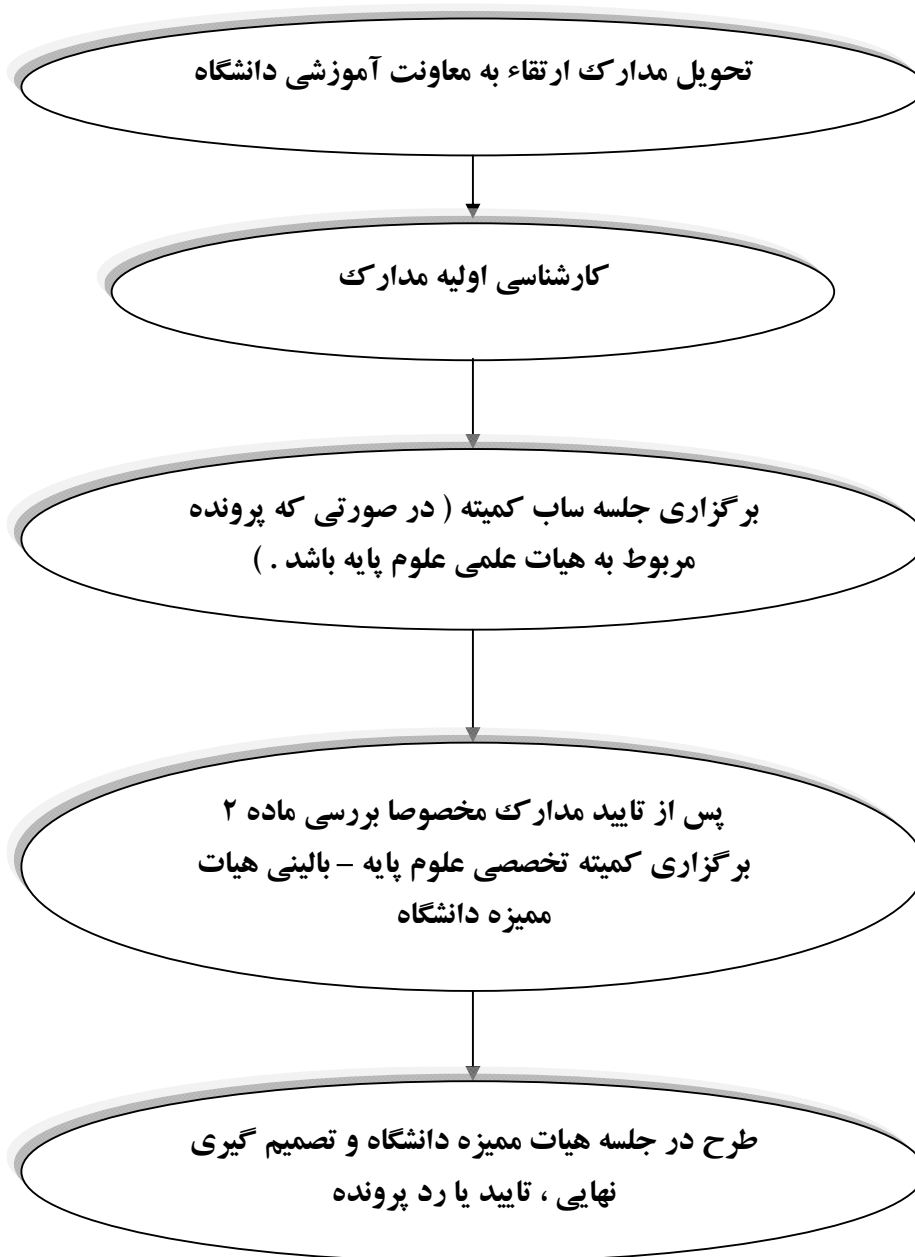 تحویل مدارک ارتقاء به معاونت آموزشی دانشگاه
کارشناسی اولیه مدارک
برگزاری جلسه ساب کمیته ( در صورتی که پرونده
مربوط به هیات علمی علوم پایه باشد . )
پس از تایید مدارک مخصوصا بررسی ماده ۲
برگزاری کمیته تخصصی علوم پایه – بالینی هیات
ممیزه دانشگاه
طرح در جلسه هیات ممیزه دانشگاه و تصمیم گیری
نهایی ، تایید یا رد پرونده